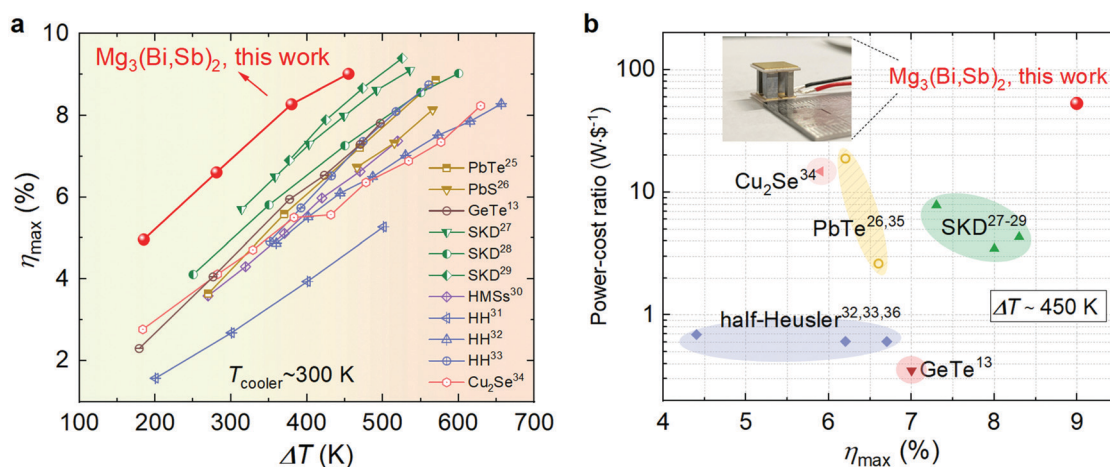 a
Mg₃(Bi,Sb)₂, this work
10
8
6
4
2
ηmax (%)
PbTe²⁵
PbS²⁶
GeTe¹³
SKD²⁷
SKD²⁸
SKD²⁹
HMSs³⁰
HH³¹
HH³²
HH³³
Cu₂Se³⁴
Tcooler~300 K
100 200 300 400 500 600 700
ΔT (K)
b
Mg₃(Bi,Sb)₂, this work
100
10
1
Power-cost ratio (W·$⁻¹)
Cu₂Se³⁴
PbTe²⁶,³⁵
SKD²⁷⁻²⁹
ΔT ~ 450 K
half-Heusler³²,³³,³⁶
GeTe¹³
4 5 6 7 8 9
ηmax (%)